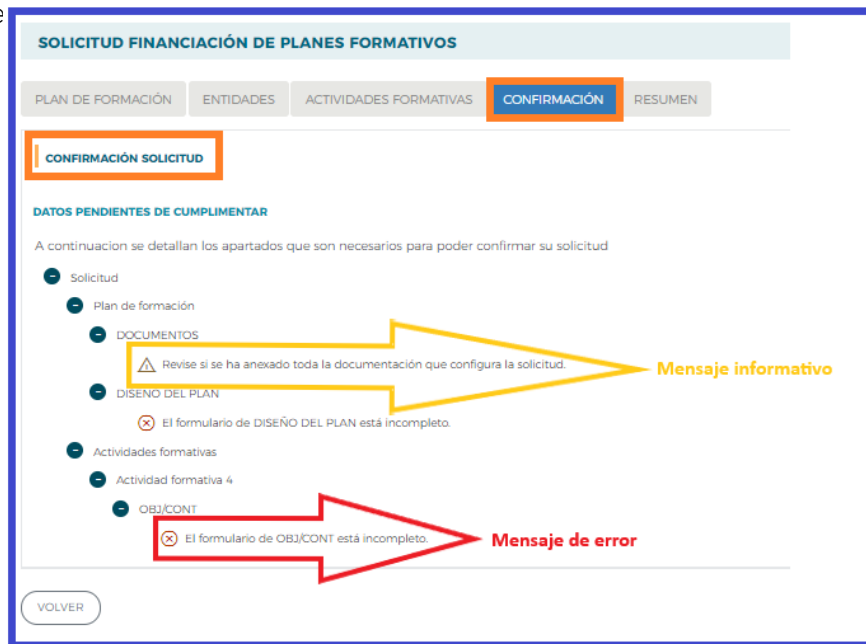 SOLICITUD FINANCIACIÓN DE PLANES FORMATIVOS
PLAN DE FORMACIÓN ENTIDADES ACTIVIDADES FORMATIVAS CONFIRMACIÓN RESUMEN
CONFIRMACIÓN SOLICITUD
DATOS PENDIENTES DE CUMPLIMENTAR
A continuacion se detallan los apartados que son necesarios para poder confirmar su solicitud
Solicitud
Plan de formación
DOCUMENTOS
Revise si se ha anexado toda la documentación que configura la solicitud.
Mensaje informativo
DISEÑO DEL PLAN
El formulario de DISEÑO DEL PLAN está incompleto.
Actividades formativas
Actividad formativa 4
OBJ/CONT
El formulario de OBJ/CONT está incompleto.
Mensaje de error
VOLVER